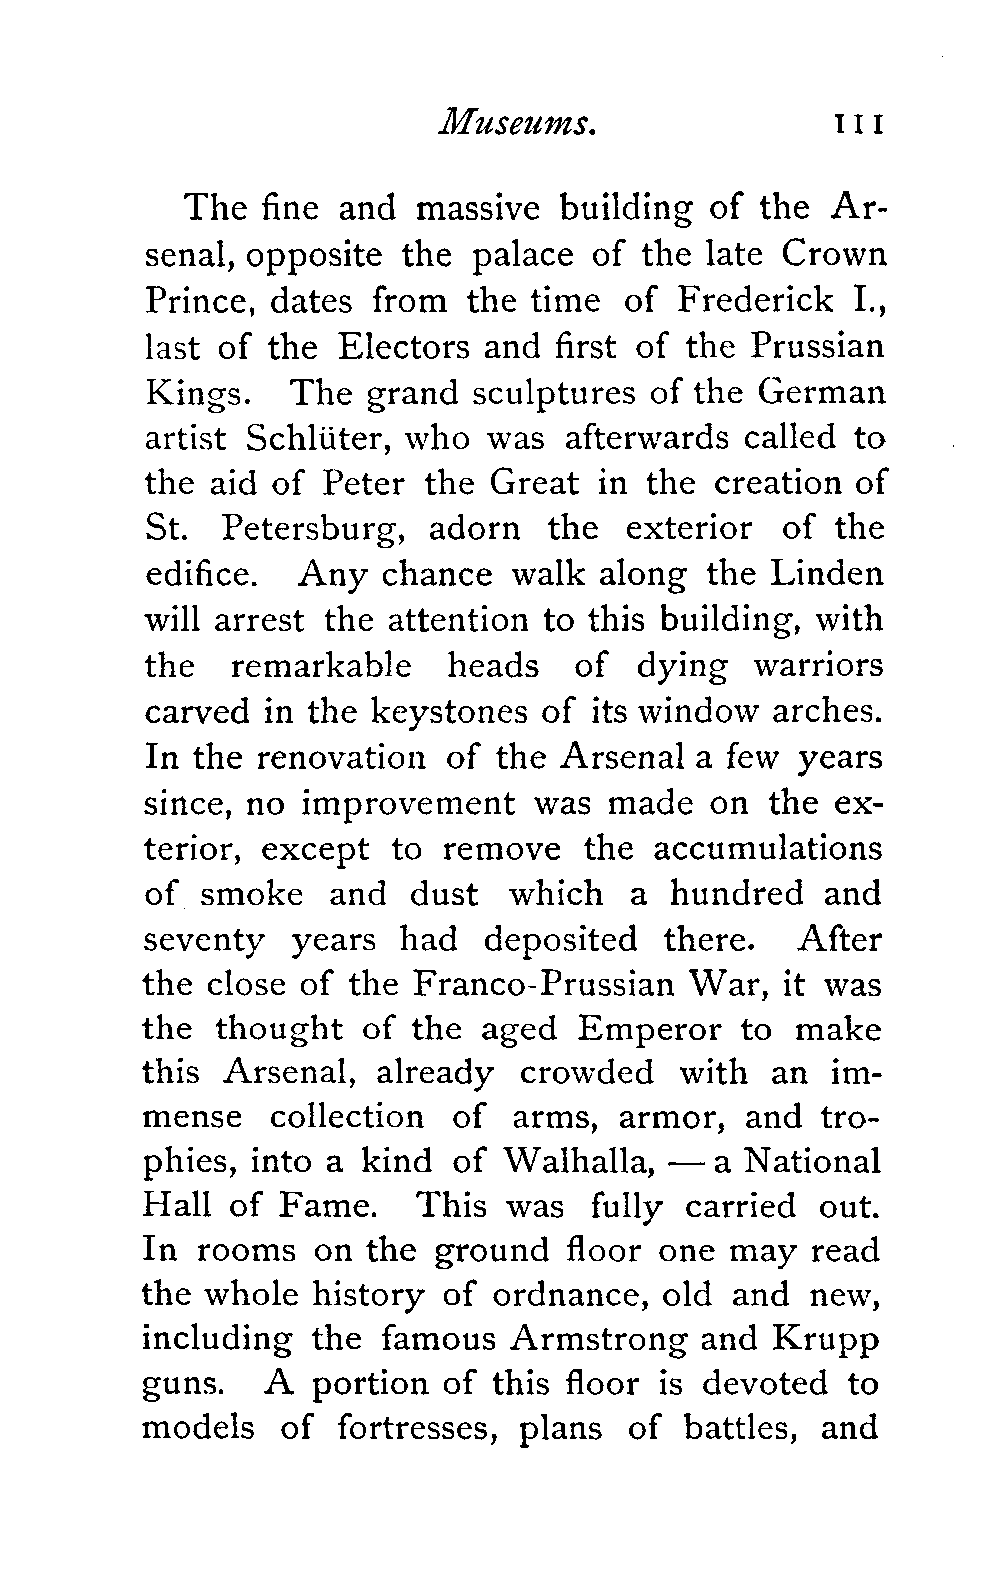 Museums. 111
The fine and massive building of the Ar-
senal, opposite the palace of the late Crown
Prince, dates from the time of Frederick I.,
last of the Electors and first of the Prussian
Kings. The grand sculptures of the German
artist Schlüter, who was afterwards called to
the aid of Peter the Great in the creation of
St. Petersburg, adorn the exterior of the
edifice. Any chance walk along the Linden
will arrest the attention to this building, with
the remarkable heads of dying warriors
carved in the keystones of its window arches.
In the renovation of the Arsenal a few years
since, no improvement was made on the ex-
terior, except to remove the accumulations
of smoke and dust which a hundred and
seventy years had deposited there. After
the close of the Franco-Prussian War, it was
the thought of the aged Emperor to make
this Arsenal, already crowded with an im-
mense collection of arms, armor, and tro-
phies, into a kind of Walhalla, — a National
Hall of Fame. This was fully carried out.
In rooms on the ground floor one may read
the whole history of ordnance, old and new,
including the famous Armstrong and Krupp
guns. A portion of this floor is devoted to
models of fortresses, plans of battles, and